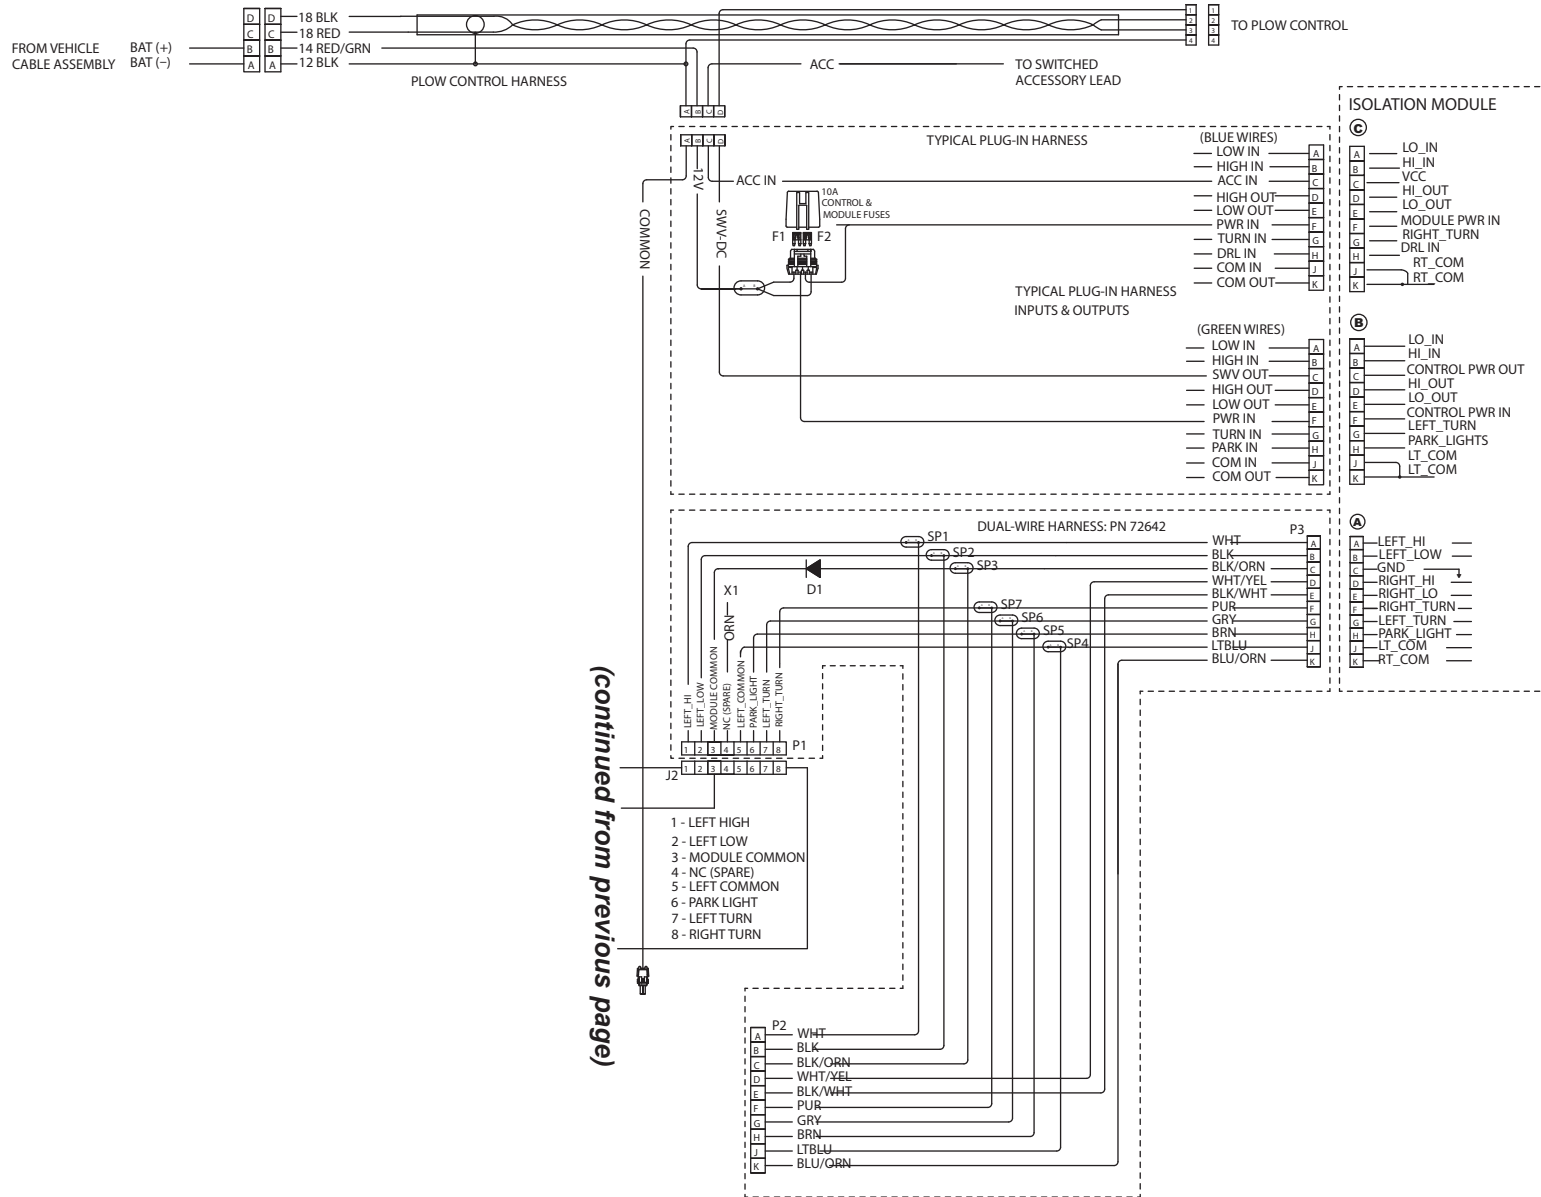 D D 18 BLK
C C 18 RED
FROM VEHICLE BAT (+) B B 14 RED/GRN
CABLE ASSEMBLY BAT (−) A A 12 BLK
PLOW CONTROL HARNESS
1 1
2 2
3 3
4 4
TO PLOW CONTROL
ACC
TO SWITCHED
ACCESSORY LEAD
A B C D
A B C D
TYPICAL PLUG-IN HARNESS
12V
ACC IN
SWV-DC
COMMON
10A
CONTROL &
MODULE FUSES
F1 F2
TYPICAL PLUG-IN HARNESS
INPUTS & OUTPUTS
(BLUE WIRES)
LOW IN A
HIGH IN B
ACC IN C
HIGH OUT D
LOW OUT E
PWR IN F
TURN IN G
DRL IN H
COM IN J
COM OUT K
(GREEN WIRES)
LOW IN A
HIGH IN B
SWV OUT C
HIGH OUT D
LOW OUT E
PWR IN F
TURN IN G
PARK IN H
COM IN J
COM OUT K
ISOLATION MODULE
C
A LO_IN
B HI_IN
C VCC
D HI_OUT
E LO_OUT
F MODULE PWR IN
G RIGHT_TURN
H DRL IN
J RT_COM
K RT_COM
B
A LO_IN
B HI_IN
C CONTROL PWR OUT
D HI_OUT
E LO_OUT
F CONTROL PWR IN
G LEFT_TURN
H PARK_LIGHTS
J LT_COM
K LT_COM
A
A LEFT_HI
B LEFT_LOW
C GND
D RIGHT_HI
E RIGHT_LO
F RIGHT_TURN
G LEFT_TURN
H PARK_LIGHT
J LT_COM
K RT_COM
DUAL-WIRE HARNESS: PN 72642
P3
SP1
SP2
SP3
SP7
SP6
SP5
SP4
D1
X1
ORN
WHT A
BLK B
BLK/ORN C
WHT/YEL D
BLK/WHT E
PUR F
GRY G
BRN H
LTBLU J
BLU/ORN K
LEFT_HI
LEFT_LOW
MODULE COMMON
NC (SPARE)
LEFT_COMMON
PARK_LIGHT
LEFT_TURN
RIGHT_TURN
1 2 3 4 5 6 7 8 P1
J2 1 2 3 4 5 6 7 8
1 - LEFT HIGH
2 - LEFT LOW
3 - MODULE COMMON
4 - NC (SPARE)
5 - LEFT COMMON
6 - PARK LIGHT
7 - LEFT TURN
8 - RIGHT TURN
(continued from previous page)
P2
A WHT
B BLK
C BLK/ORN
D WHT/YEL
E BLK/WHT
F PUR
G GRY
H BRN
J LTBLU
K BLU/ORN